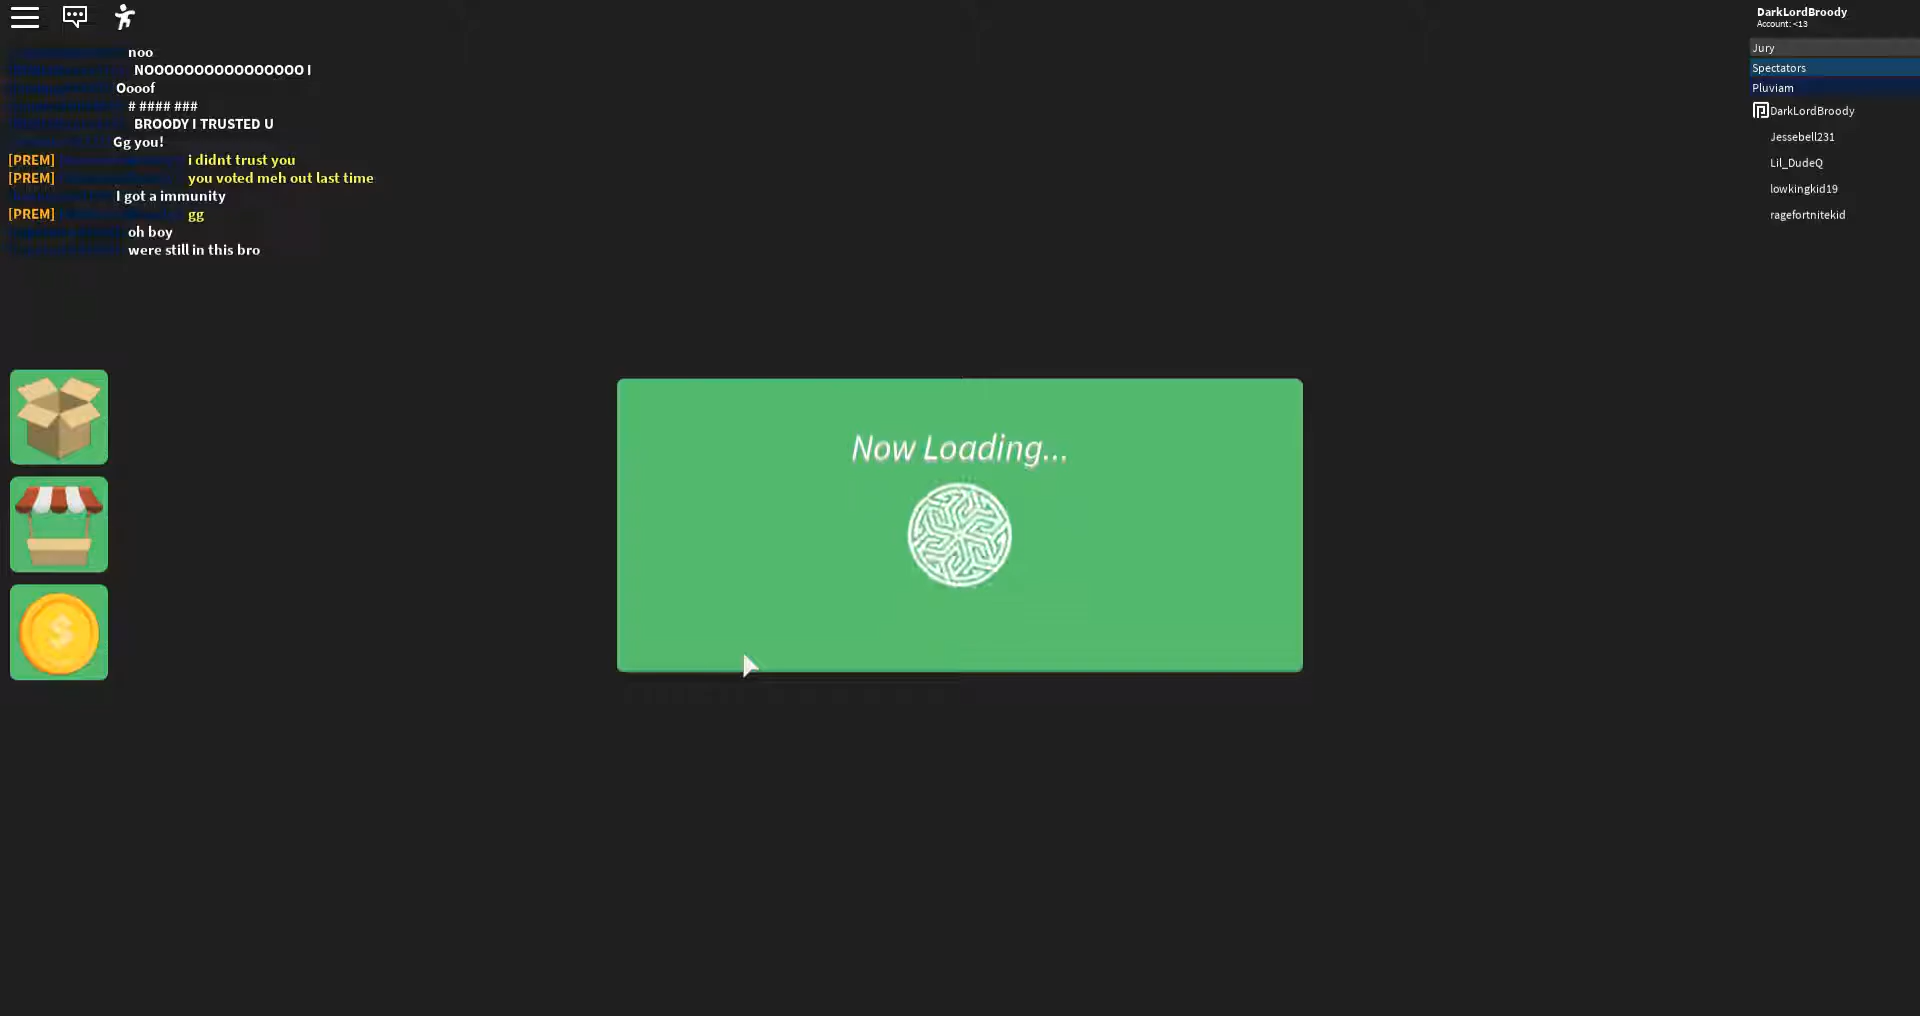 noo
NOOOOOOOOOOOOOOOO I
Oooof
# #### ###
BROODY I TRUSTED U
Gg you!
[PREM] i didnt trust you
[PREM] you voted meh out last time
I got a immunity
[PREM] gg
oh boy
were still in this bro
DarkLordBroody
Account: <13
Jury
Spectators
Pluviam
DarkLordBroody
Jessebell231
Lil_DudeQ
lowkingkid19
ragefortnitekid
Now Loading...
$